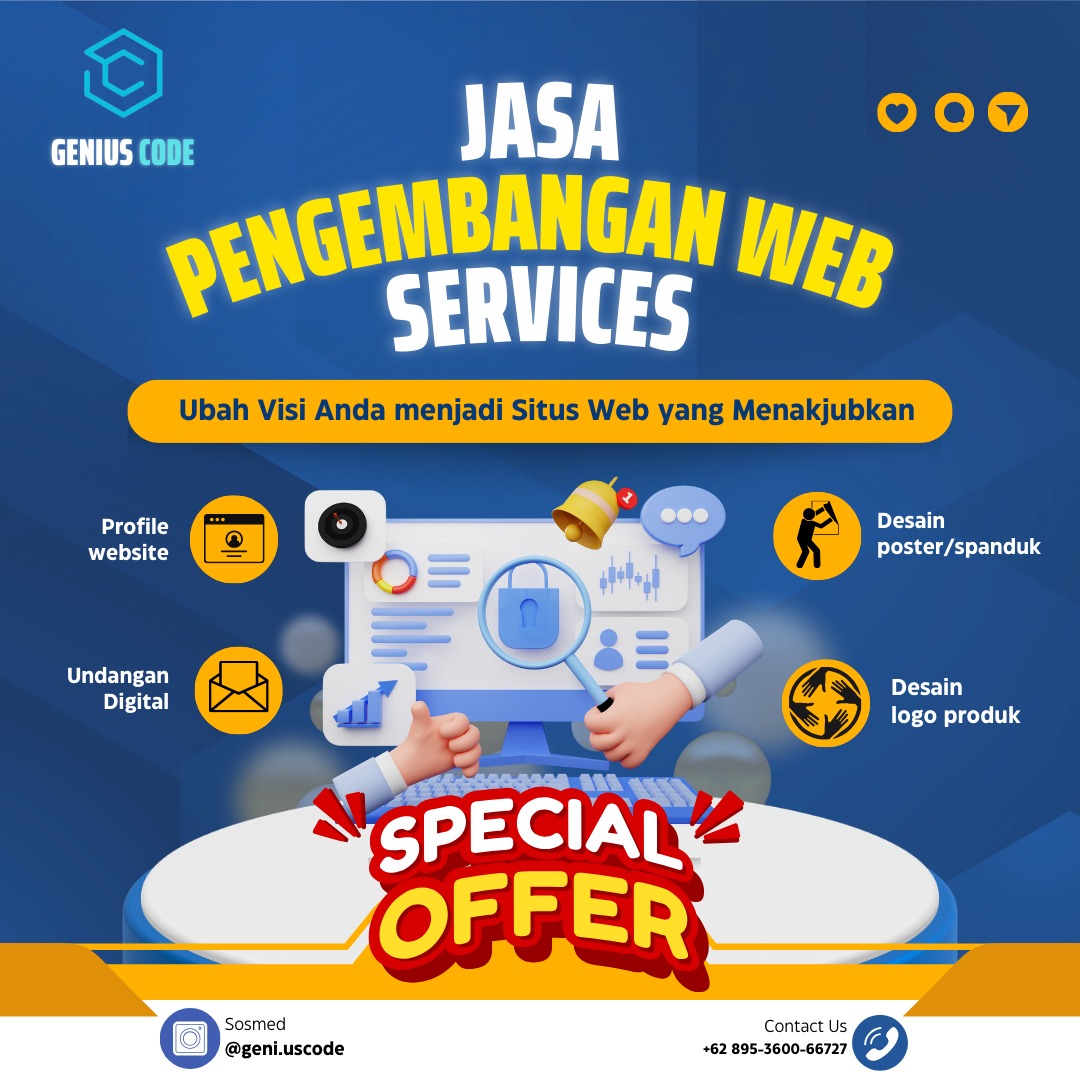 GENIUS CODE
JASA
PENGEMBANGAN WEB
SERVICES
Ubah Visi Anda menjadi Situs Web yang Menakjubkan
1
Profile
website
Desain
poster/spanduk
Undangan
Digital
Desain
logo produk
SPECIAL
OFFER
Sosmed
@geni.uscode
Contact Us
+62 895-3600-66727